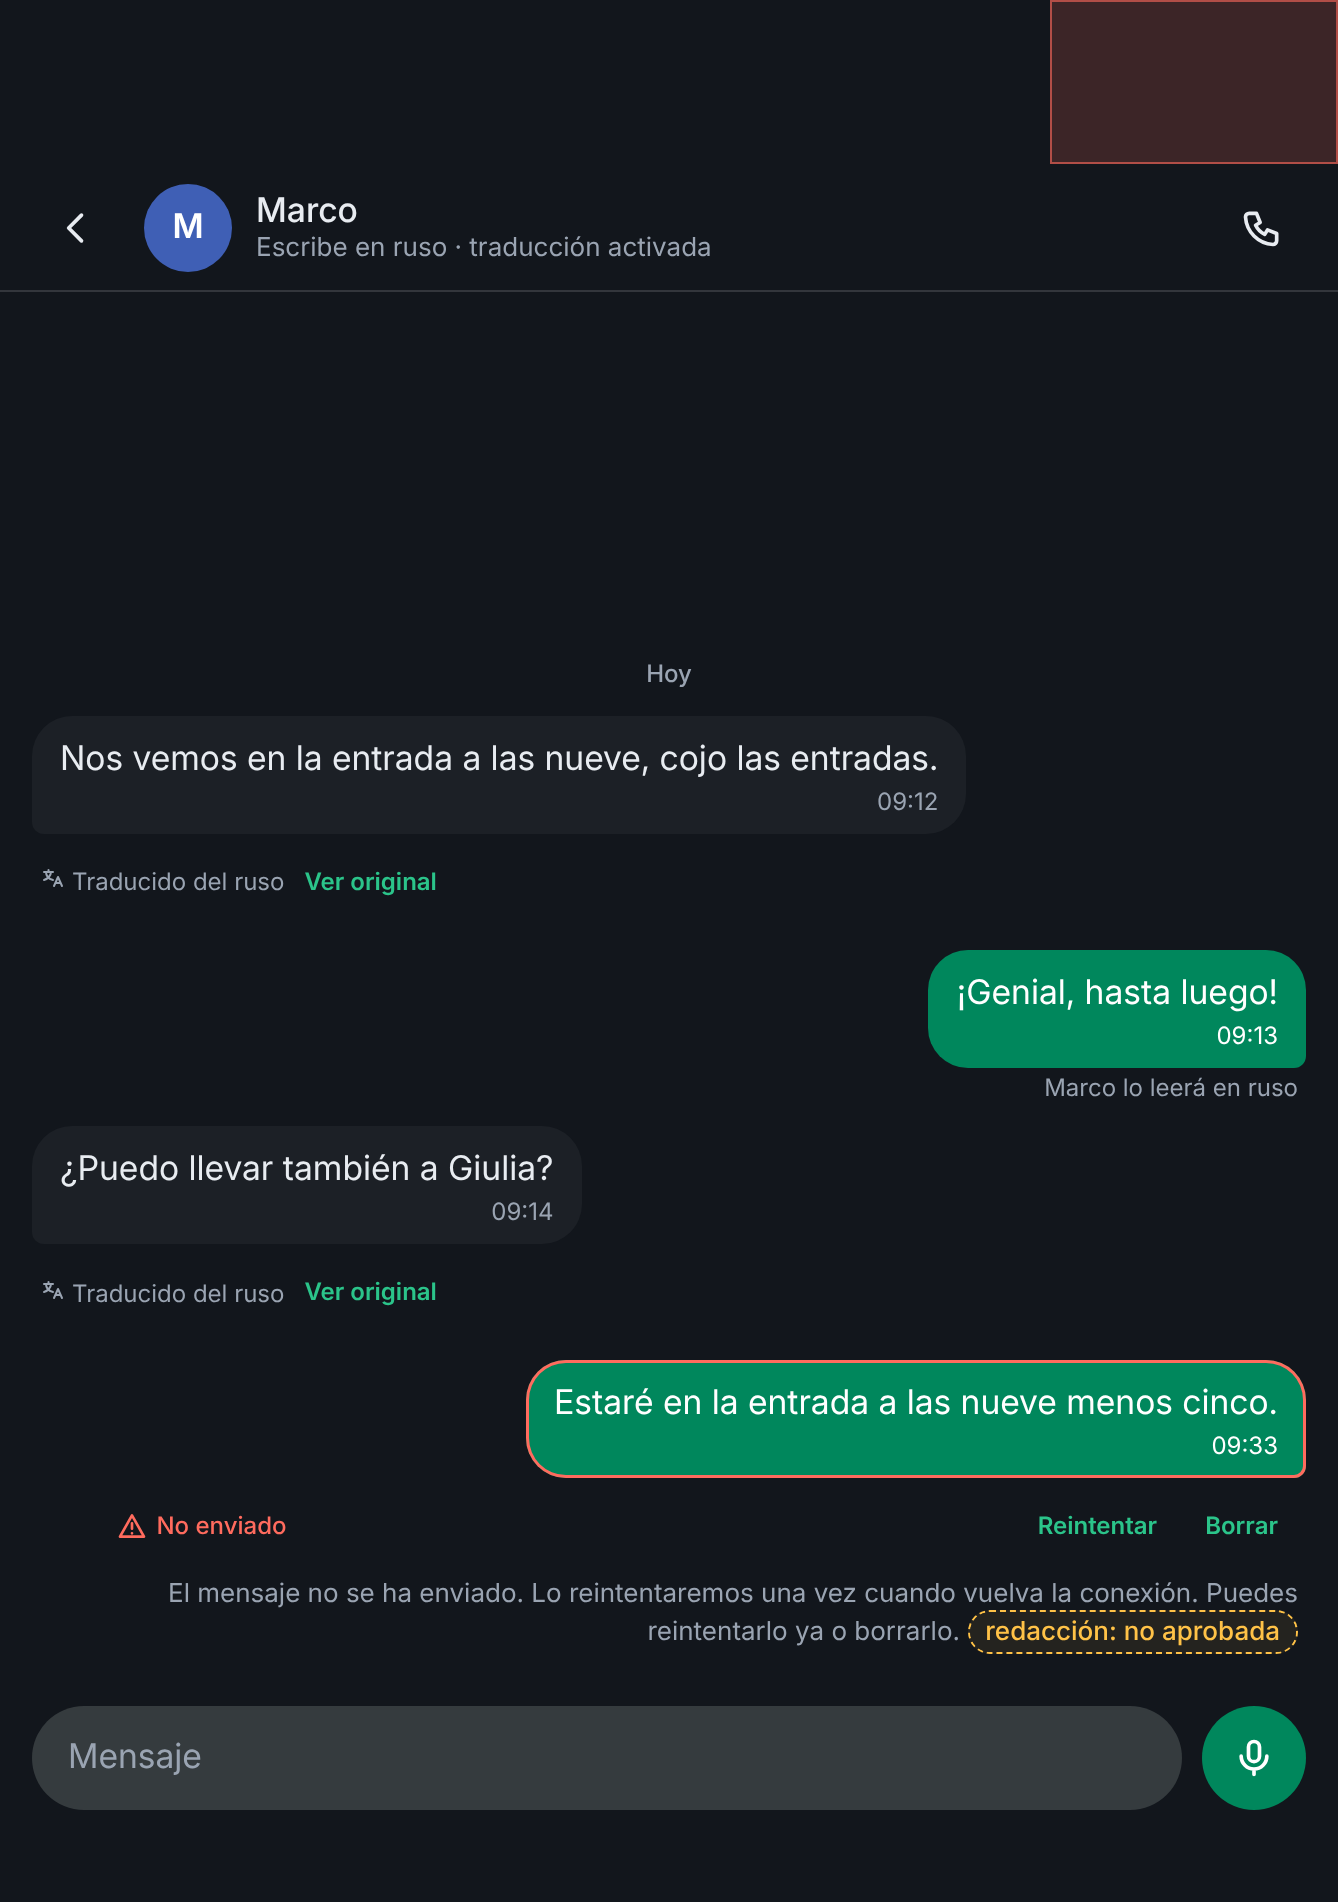 M
Marco
Escribe en ruso · traducción activada
Hoy
Nos vemos en la entrada a las nueve, cojo las entradas.
09:12
Traducido del ruso Ver original
¡Genial, hasta luego!
09:13
Marco lo leerá en ruso
¿Puedo llevar también a Giulia?
09:14
Traducido del ruso Ver original
Estaré en la entrada a las nueve menos cinco.
09:33
No enviado Reintentar Borrar
El mensaje no se ha enviado. Lo reintentaremos una vez cuando vuelva la conexión. Puedes
reintentarlo ya o borrarlo. redacción: no aprobada
Mensaje